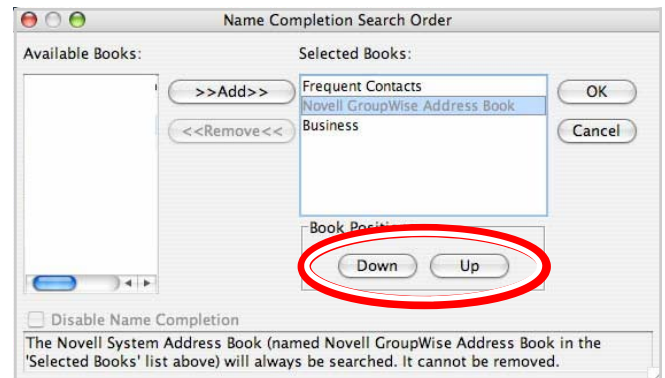 Name Completion Search Order
Available Books:
Selected Books:
>>Add>>
Frequent Contacts
OK
Novell GroupWise Address Book
<<Remove<<
Business
Cancel
Book
Down
Up
Disable Name Completion
The Novell System Address Book (named Novell GroupWise Address Book in the
'Selected Books' list above) will always be searched. It cannot be removed.